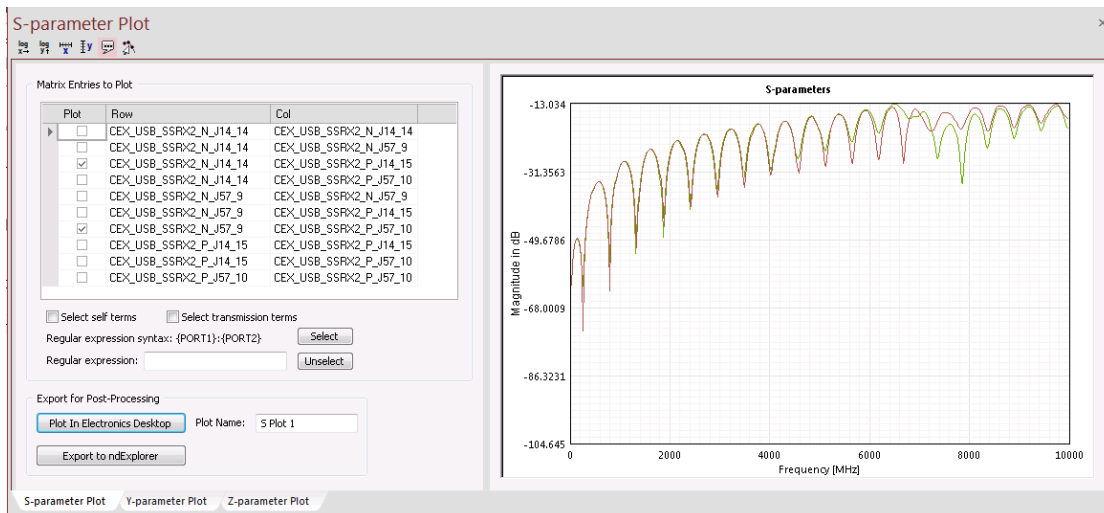 S-parameter Plot
Matrix Entries to Plot
Plot Row Col
CEX_USB_SSRX2_N_J14_14 CEX_USB_SSRX2_N_J14_14
CEX_USB_SSRX2_N_J14_14 CEX_USB_SSRX2_N_J57_9
CEX_USB_SSRX2_N_J14_14 CEX_USB_SSRX2_P_J14_15
CEX_USB_SSRX2_N_J14_14 CEX_USB_SSRX2_P_J57_10
CEX_USB_SSRX2_N_J57_9 CEX_USB_SSRX2_N_J57_9
CEX_USB_SSRX2_N_J57_9 CEX_USB_SSRX2_P_J14_15
CEX_USB_SSRX2_N_J57_9 CEX_USB_SSRX2_P_J57_10
CEX_USB_SSRX2_P_J14_15 CEX_USB_SSRX2_P_J14_15
CEX_USB_SSRX2_P_J14_15 CEX_USB_SSRX2_P_J57_10
CEX_USB_SSRX2_P_J57_10 CEX_USB_SSRX2_P_J57_10
Select self terms Select transmission terms
Regular expression syntax: {PORT1}:{PORT2} Select
Regular expression: Unselect
Export for Post-Processing
Plot In Electronics Desktop Plot Name: S Plot 1
Export to ndExplorer
S-parameter Plot Y-parameter Plot Z-parameter Plot
S-parameters
Magnitude in dB
-13.034
-31.3563
-49.6786
-68.0009
-86.3231
-104.645
0 2000 4000 6000 8000 10000
Frequency [MHz]